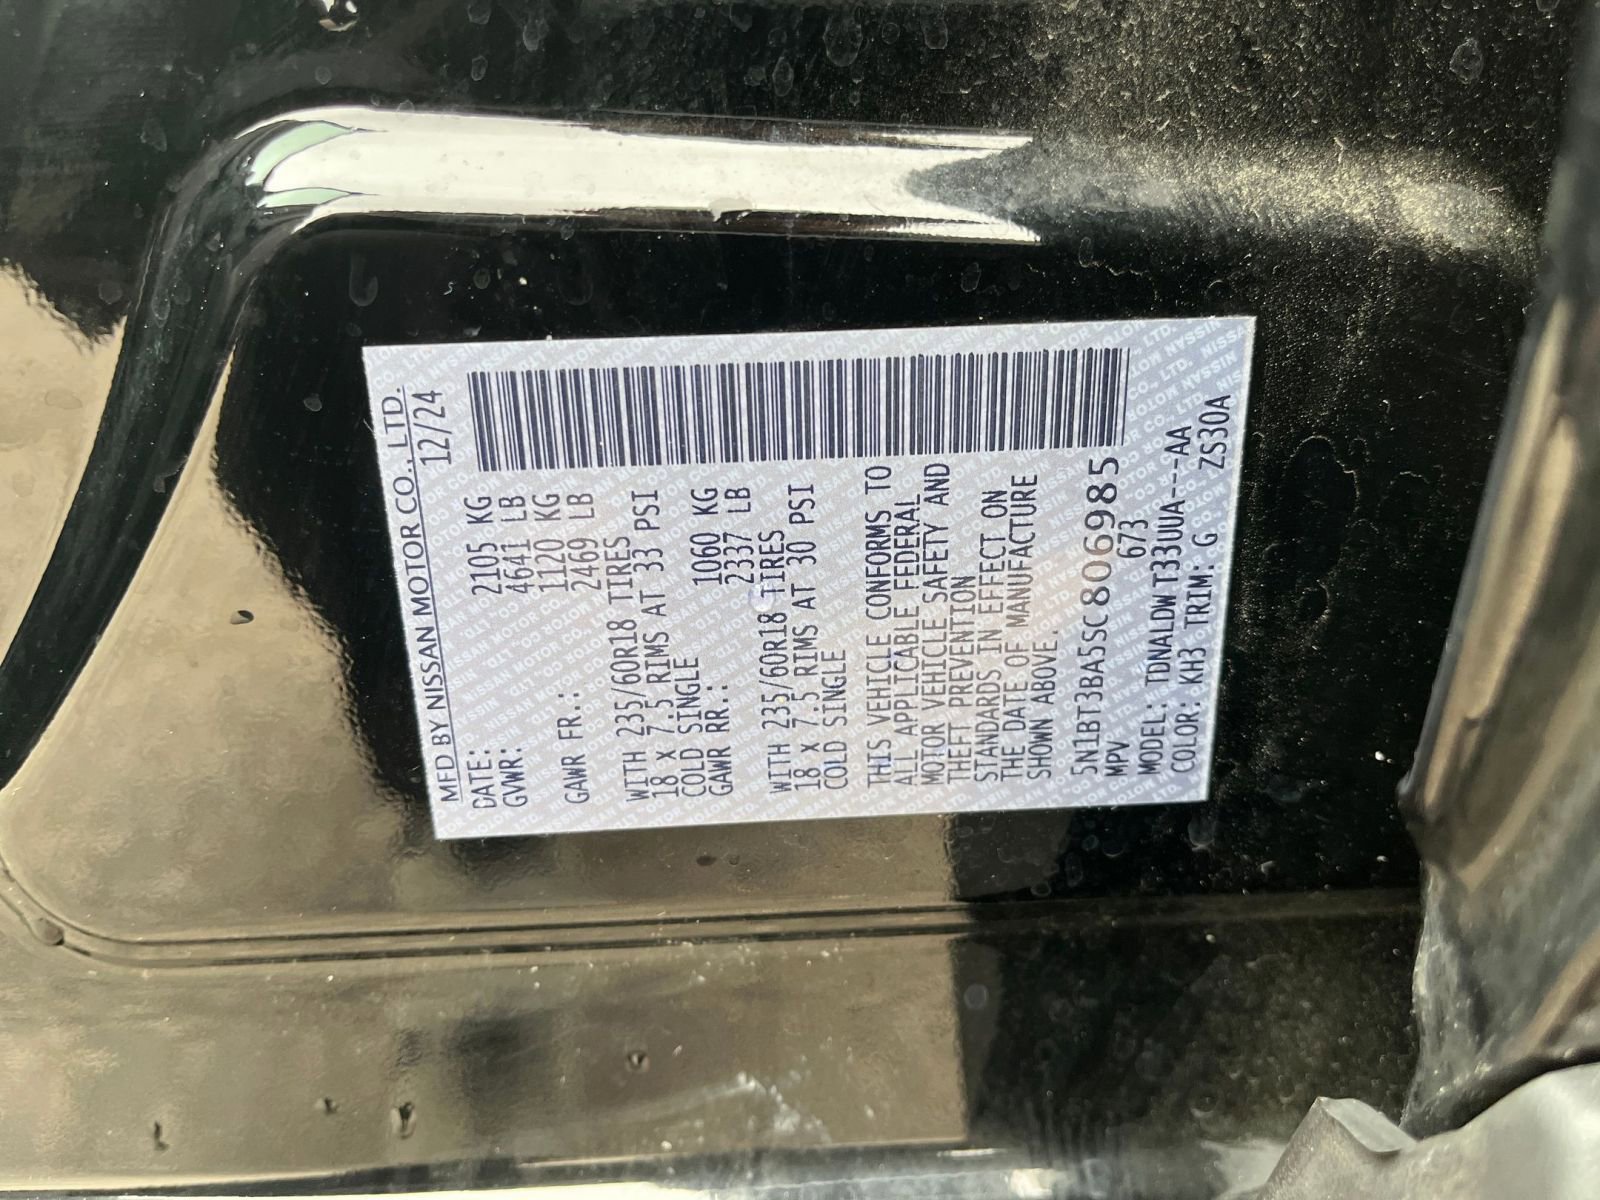 MFD BY NISSAN MOTOR CO., LTD.
DATE: 12/24
GVWR: 2105 KG
4641 LB
GAWR FR.: 1120 KG
2469 LB
WITH 235/60R18 TIRES
18 x 7.5 RIMS AT 33 PSI
COLD SINGLE
GAWR RR.: 1060 KG
2337 LB
WITH 235/60R18 TIRES
18 x 7.5 RIMS AT 30 PSI
COLD SINGLE
THIS VEHICLE CONFORMS TO
ALL APPLICABLE FEDERAL
MOTOR VEHICLE SAFETY AND
THEFT PREVENTION
STANDARDS IN EFFECT ON
THE DATE OF MANUFACTURE
SHOWN ABOVE.
5N1BT3BA5SC806985
MPV 673
MODEL: TDNALDW T33UUA---AA
COLOR: KH3 TRIM: G ZS30A